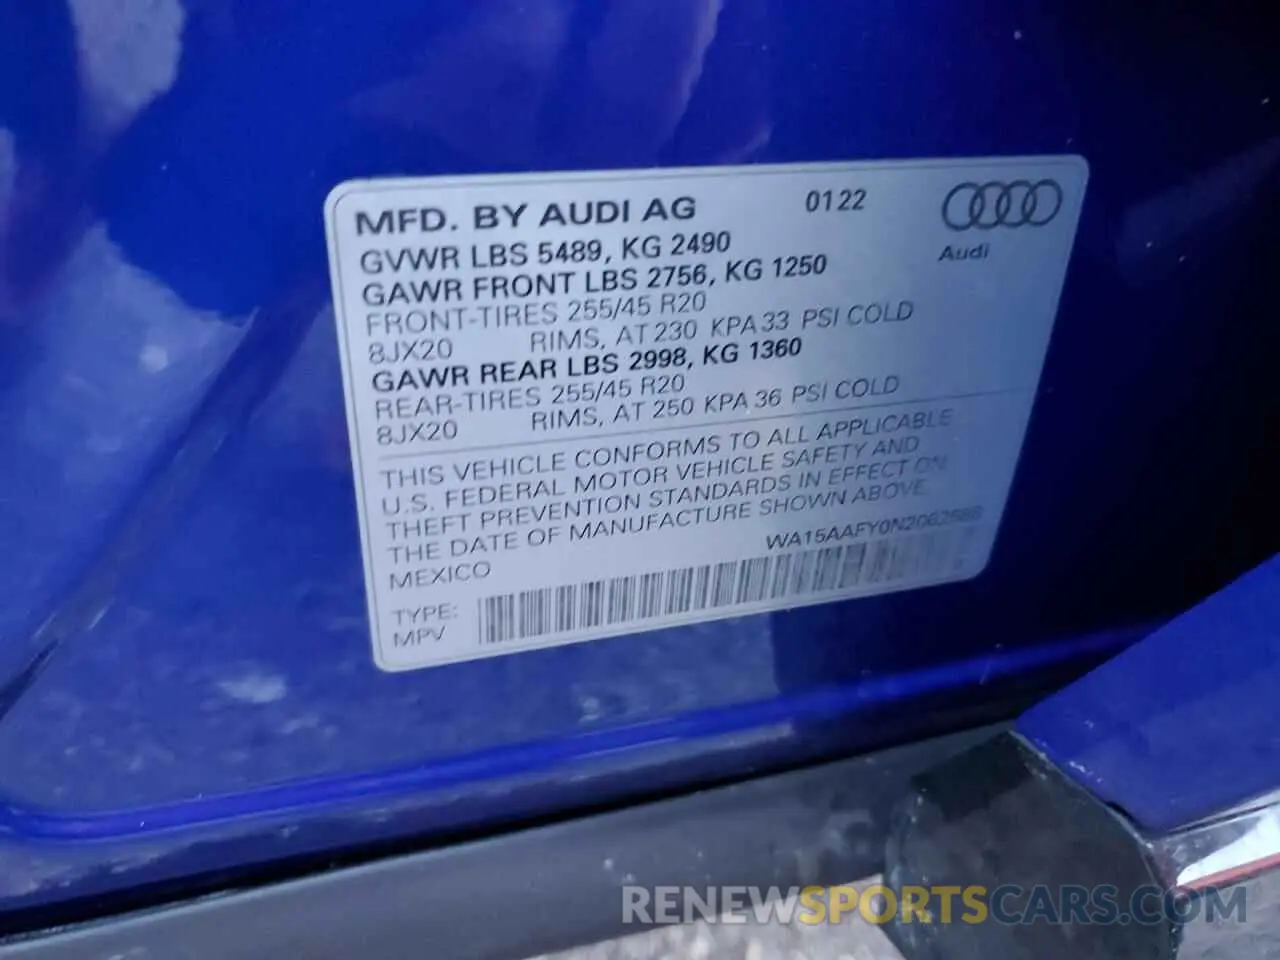 MFD. BY AUDI AG 0122
GVWR LBS 5489, KG 2490
Audi
GAWR FRONT LBS 2756, KG 1250
FRONT-TIRES 255/45 R20
8JX20 RIMS, AT 230 KPA 33 PSI COLD
GAWR REAR LBS 2998, KG 1360
REAR-TIRES 255/45 R20
8JX20 RIMS, AT 250 KPA 36 PSI COLD
THIS VEHICLE CONFORMS TO ALL APPLICABLE
U.S. FEDERAL MOTOR VEHICLE SAFETY AND
THEFT PREVENTION STANDARDS IN EFFECT ON
THE DATE OF MANUFACTURE SHOWN ABOVE.
MEXICO
TYPE:
MPV
RENEWSPORTSCARS.COM